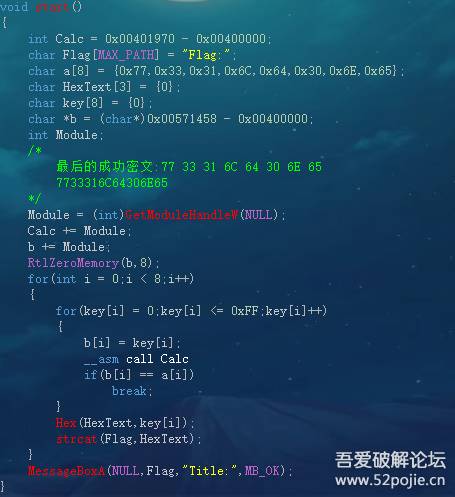 void start()
{
int Calc = 0x00401970 - 0x00400000;
char Flag[MAX_PATH] = "Flag:";
char a[8] = {0x77,0x33,0x31,0x6C,0x64,0x30,0x6E,0x65};
char HexText[3] = {0};
char key[8] = {0};
char *b = (char*)0x00571458 - 0x00400000;
int Module;
/*
最后的成功密文:77 33 31 6C 64 30 6E 65
7733316C64306E65
*/
Module = (int)GetModuleHandleW(NULL);
Calc += Module;
b += Module;
RtlZeroMemory(b,8);
for(int i = 0;i < 8;i++)
{
for(key[i] = 0;key[i] <= 0xFF;key[i]++)
{
b[i] = key[i];
__asm call Calc
if(b[i] == a[i])
break;
}
Hex(HexText,key[i]);
strcat(Flag,HexText);
}
MessageBoxA(NULL,Flag,"Title:",MB_OK);
}
吾爱破解论坛
www.52pojie.cn